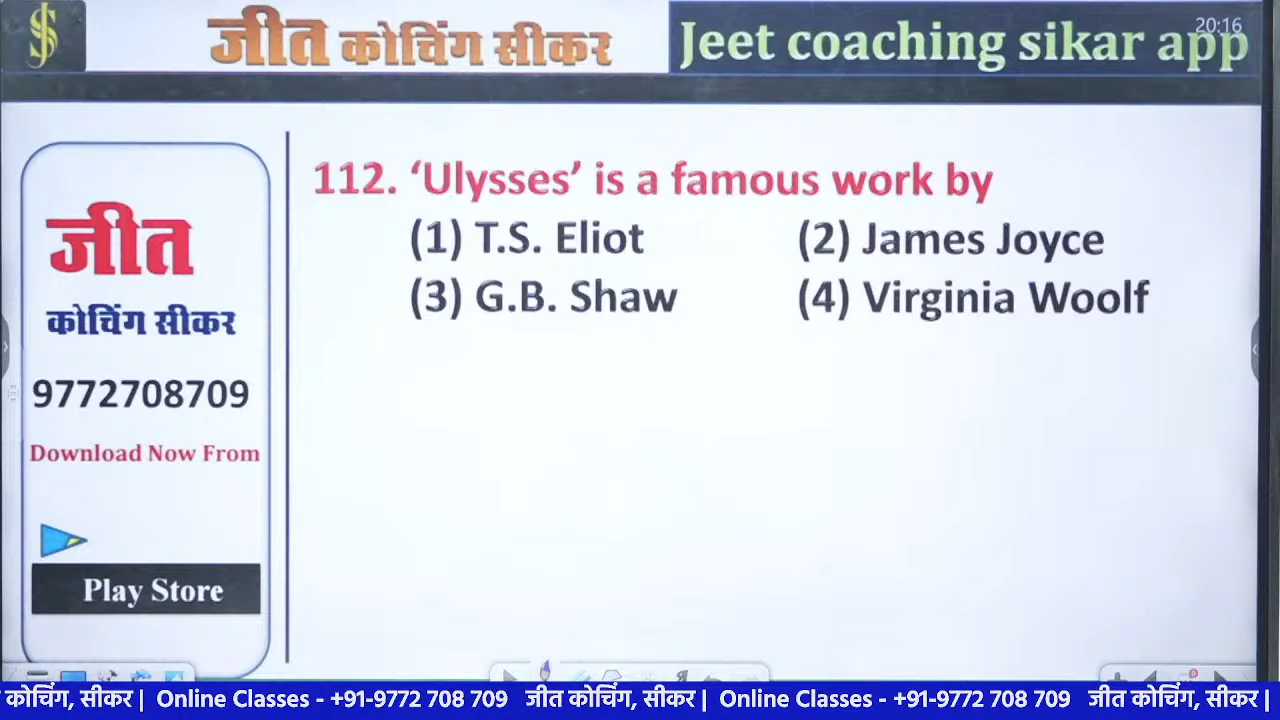 जीत कोचिंग सीकर
Jeet coaching sikar app
20:16
जीत
कोचिंग सीकर
9772708709
Download Now From
Play Store
112. ‘Ulysses’ is a famous work by
(1) T.S. Eliot (2) James Joyce
(3) G.B. Shaw (4) Virginia Woolf
कोचिंग, सीकर | Online Classes - +91-9772 708 709 जीत कोचिंग, सीकर | Online Classes - +91-9772 708 709 जीत कोचिंग, सीकर |